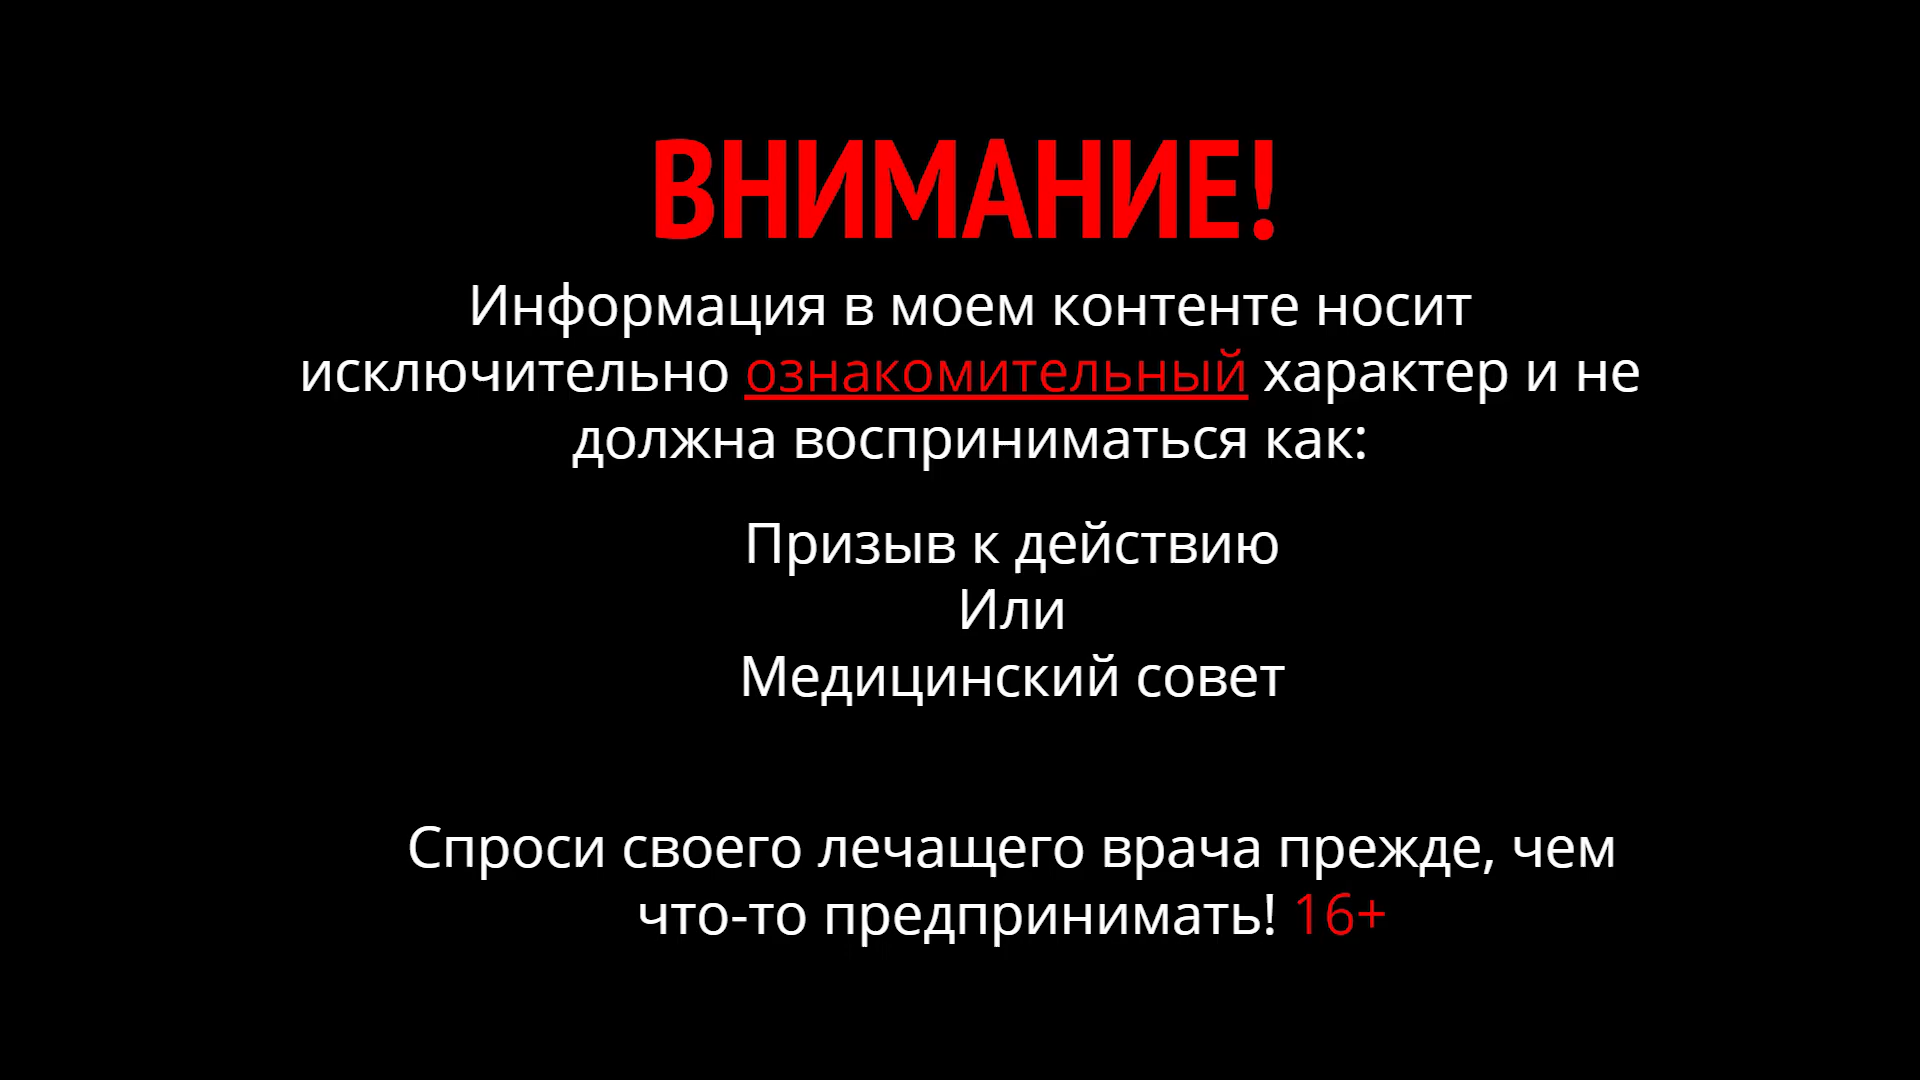 ВНИМАНИЕ!
Информация в моем контенте носит
исключительно ознакомительный характер и не
должна восприниматься как:
Призыв к действию
Или
Медицинский совет
Спроси своего лечащего врача прежде, чем
что-то предпринимать! 16+